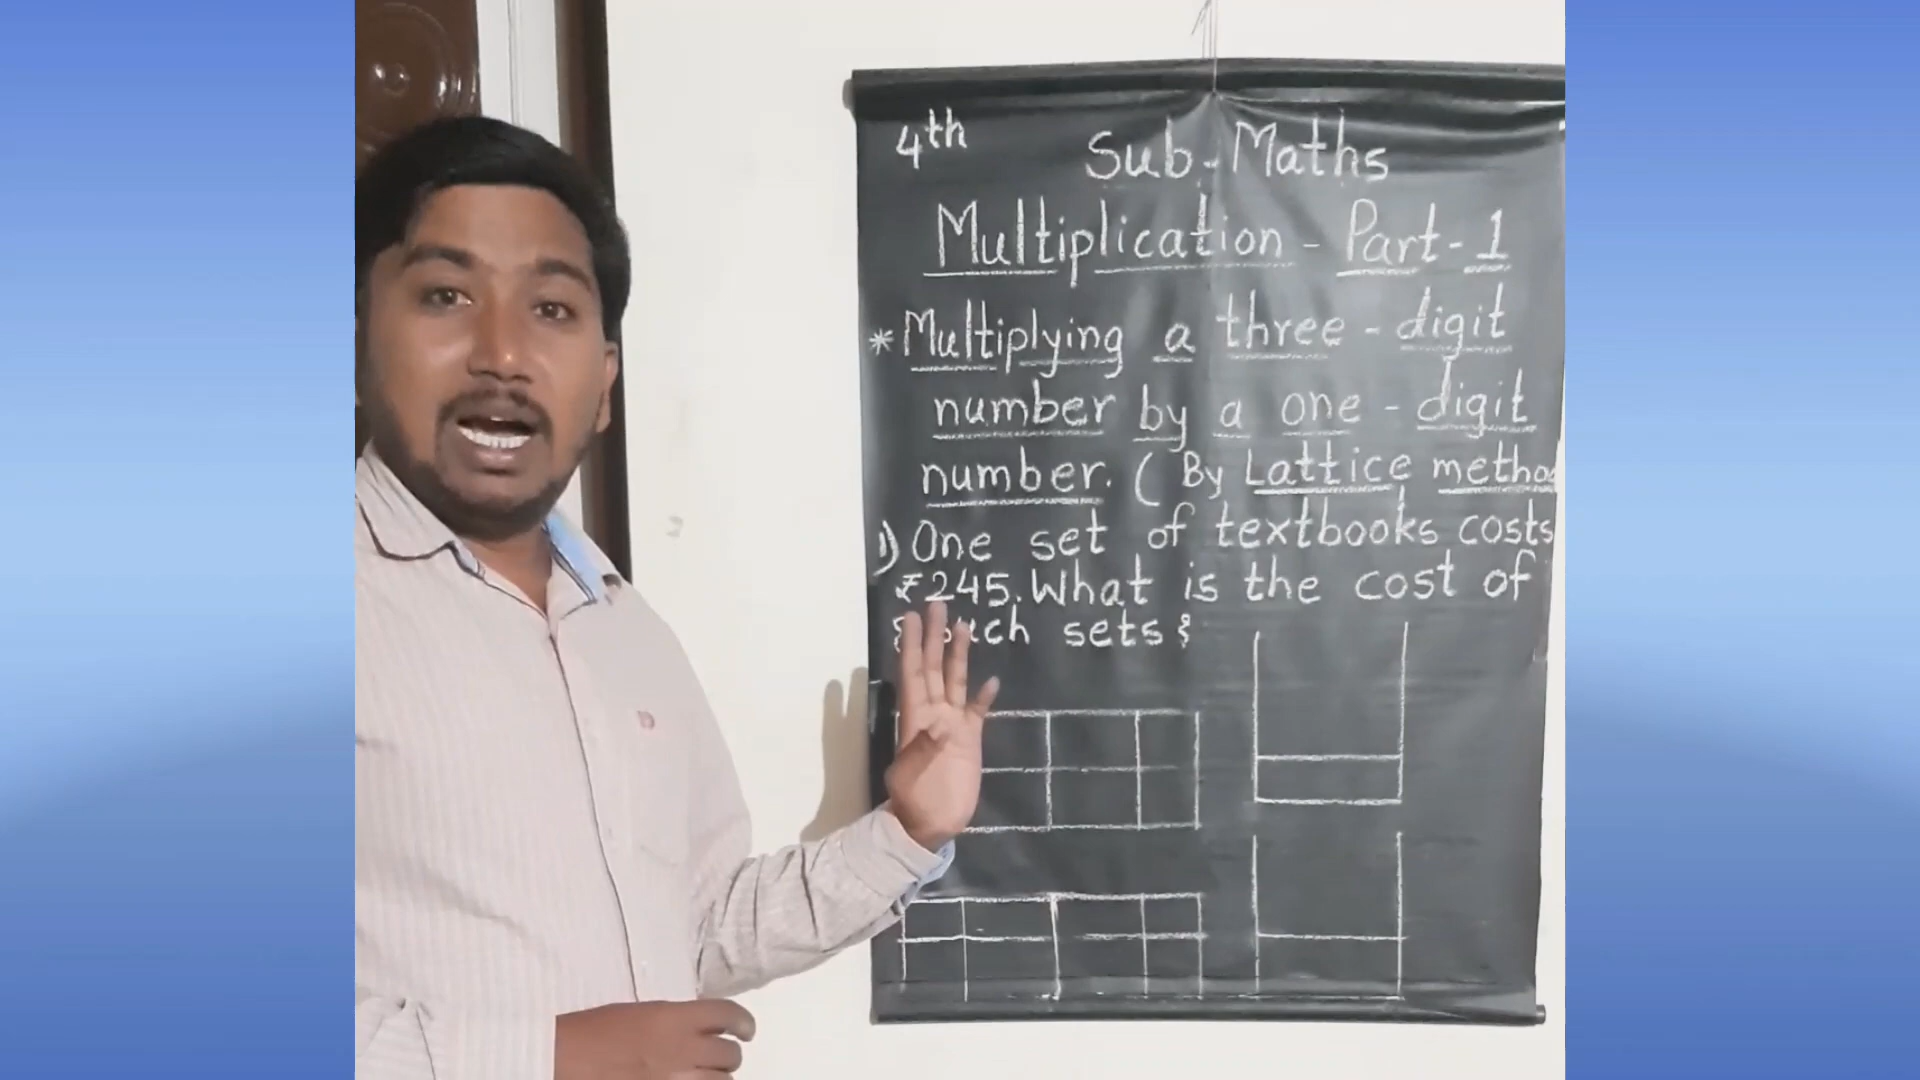 4th
Sub-Maths
Multiplication - Part-1
* Multiplying a three-digit
number by a one-digit
number. (By Lattice
1) One set of textbooks costs
₹245. What is the cost of
such sets